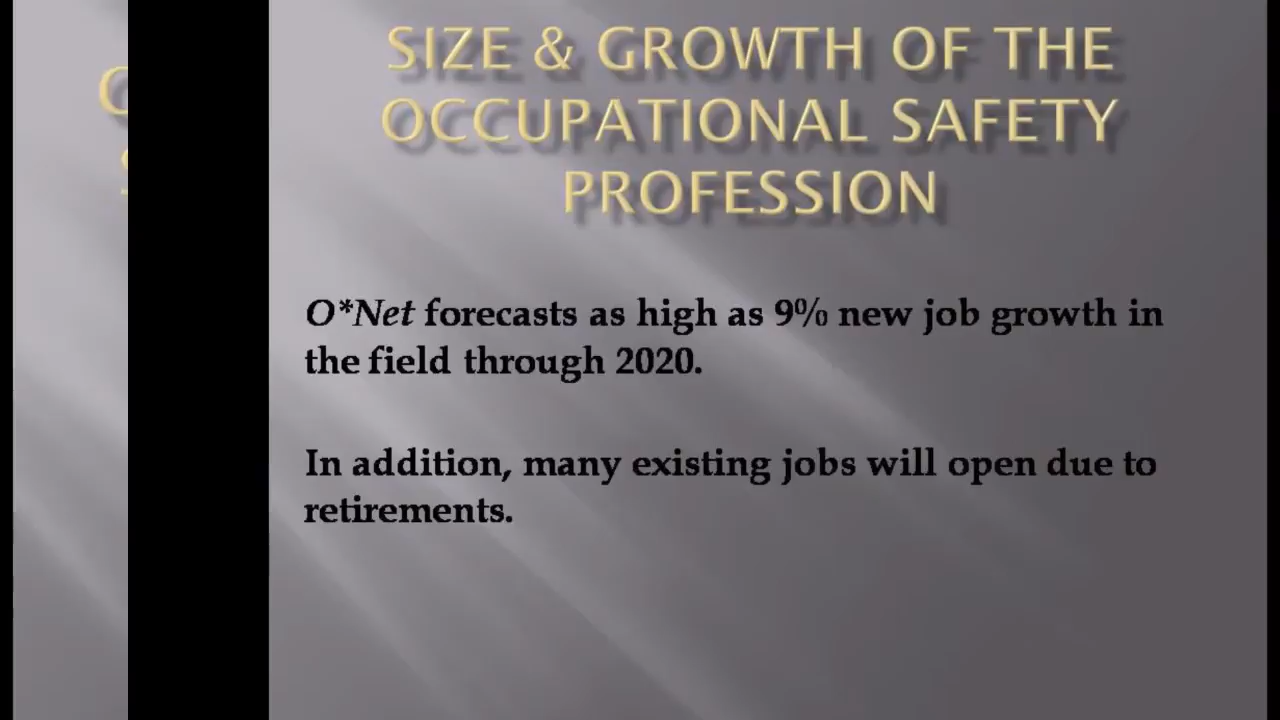 SIZE & GROWTH OF THE
OCCUPATIONAL SAFETY
PROFESSION
O*Net forecasts as high as 9% new job growth in
the field through 2020.
In addition, many existing jobs will open due to
retirements.